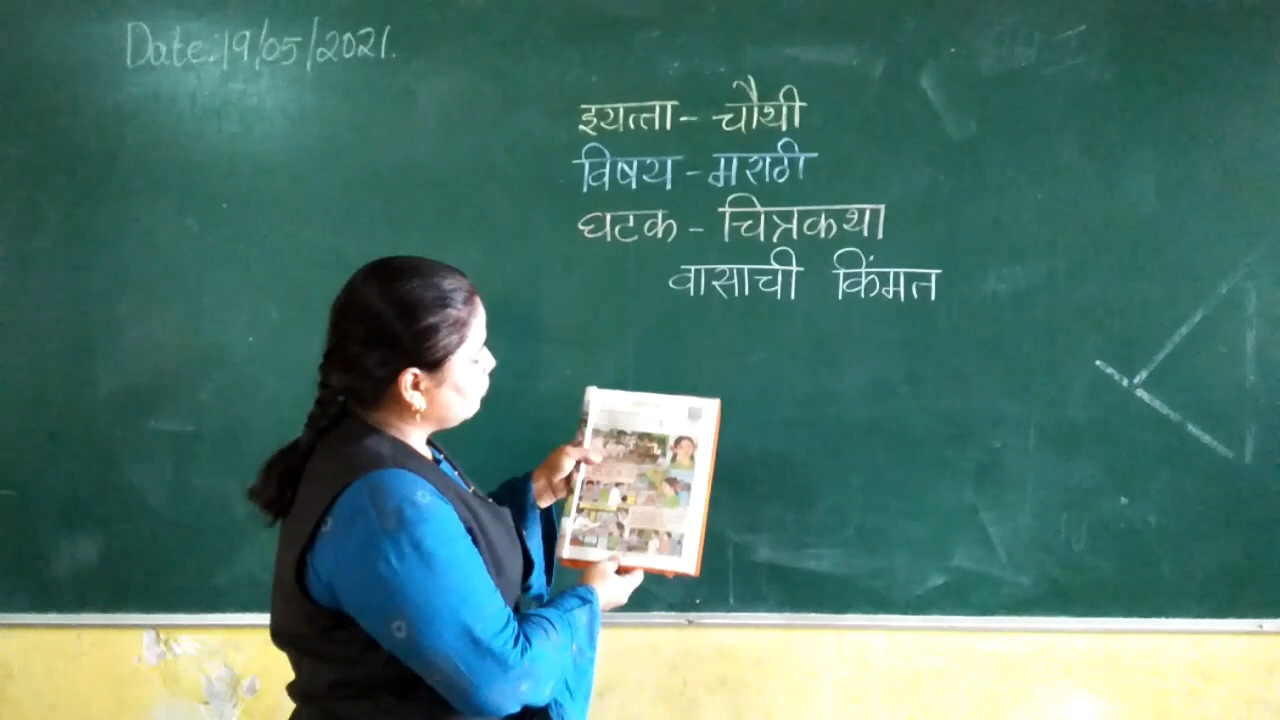 Date:19/05/2021.
इयत्ता - चौथी
विषय - मराठी
घटक - चित्रकथा
वासाची किंमत